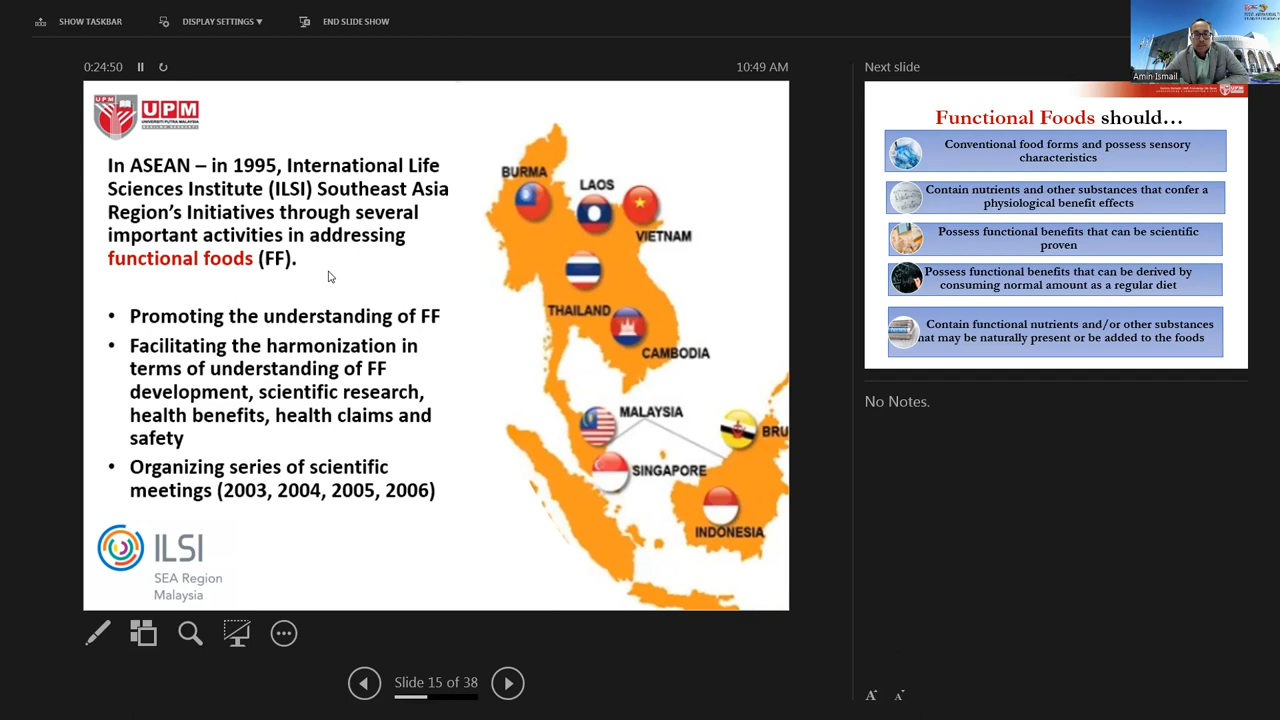 SHOW TASKBAR
DISPLAY SETTINGS ▼
END SLIDE SHOW
Amin Ismail
0:24:50
10:49 AM
UPM
UPM
UNIVERSITI PUTRA MALAYSIA
BERILMU BERBAKTI
In ASEAN – in 1995, International Life
Sciences Institute (ILSI) Southeast Asia
Region's Initiatives through several
important activities in addressing
functional foods (FF).
• Promoting the understanding of FF
• Facilitating the harmonization in
terms of understanding of FF
development, scientific research,
health benefits, health claims and
safety
• Organizing series of scientific
meetings (2003, 2004, 2005, 2006)
ILSI
SEA Region
Malaysia
BURMA
LAOS
VIETNAM
THAILAND
CAMBODIA
MALAYSIA
BRU
SINGAPORE
INDONESIA
Slide 15 of 38
Next slide
UPM
Functional Foods should...
Conventional food forms and possess sensory
characteristics
Contain nutrients and other substances that confer a
physiological benefit effects
Possess functional benefits that can be scientific
proven
Possess functional benefits that can be derived by
consuming normal amount as a regular diet
Contain functional nutrients and/or other substances
hat may be naturally present or be added to the foods
No Notes.
A A